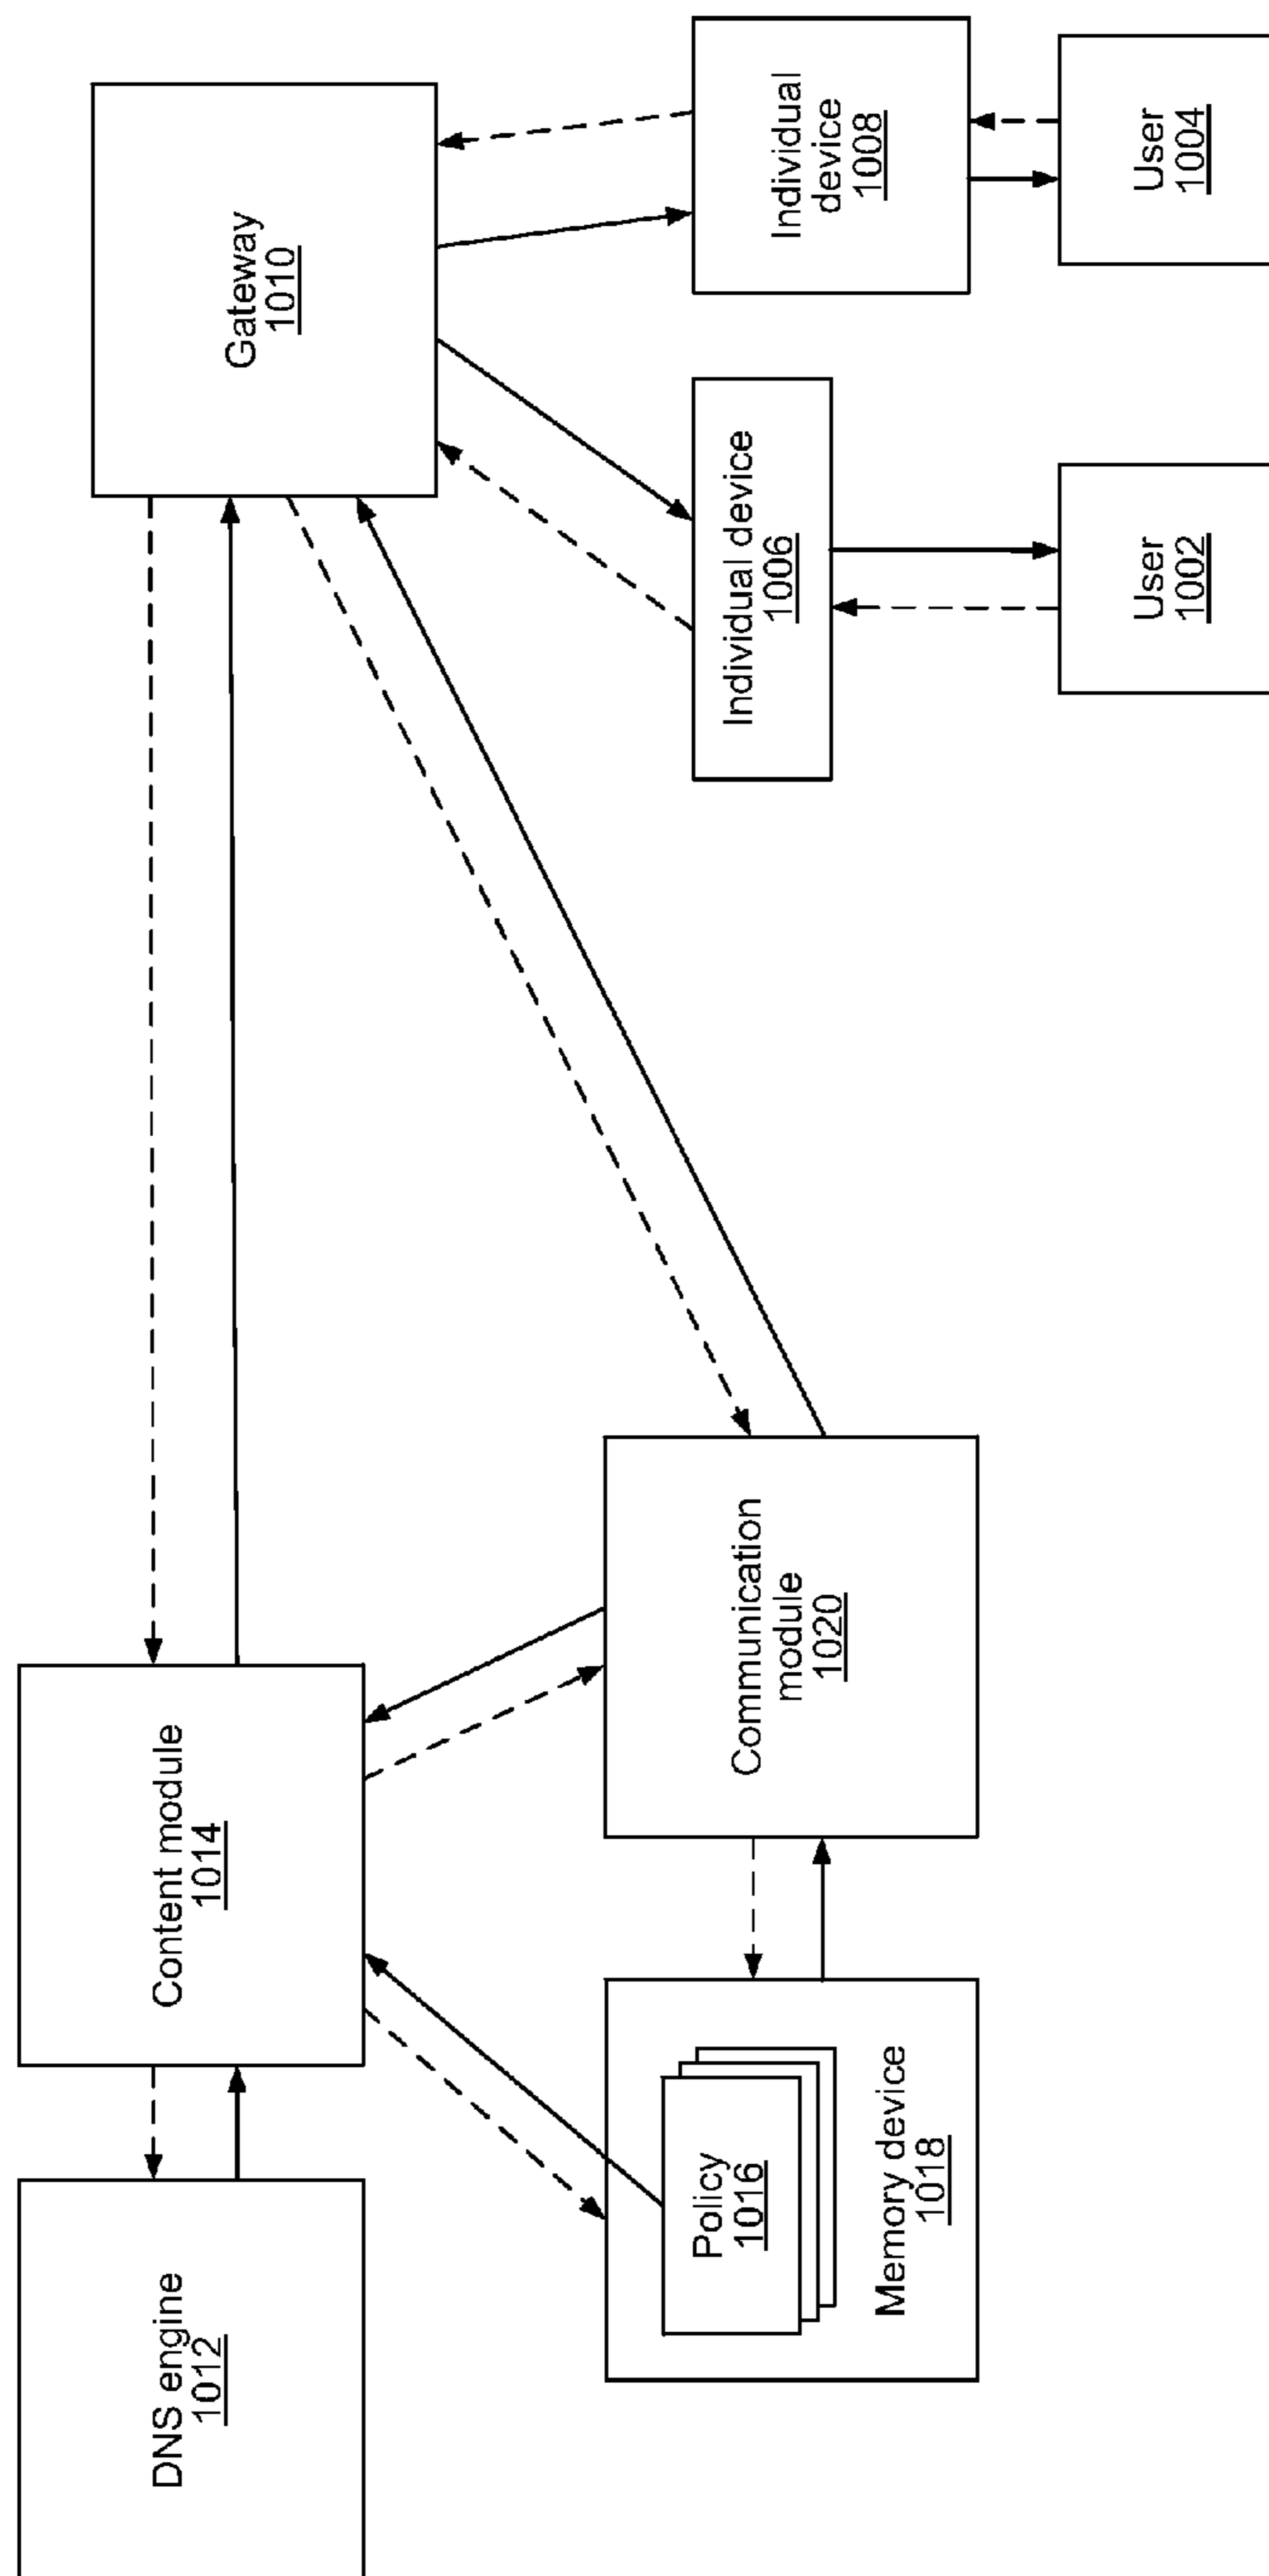 DNS engine
1012
Content module
1014
Gateway
1010
Policy
1016
Memory device
1018
Communication
module
1020
Individual device
1006
Individual
device
1008
User
1002
User
1004